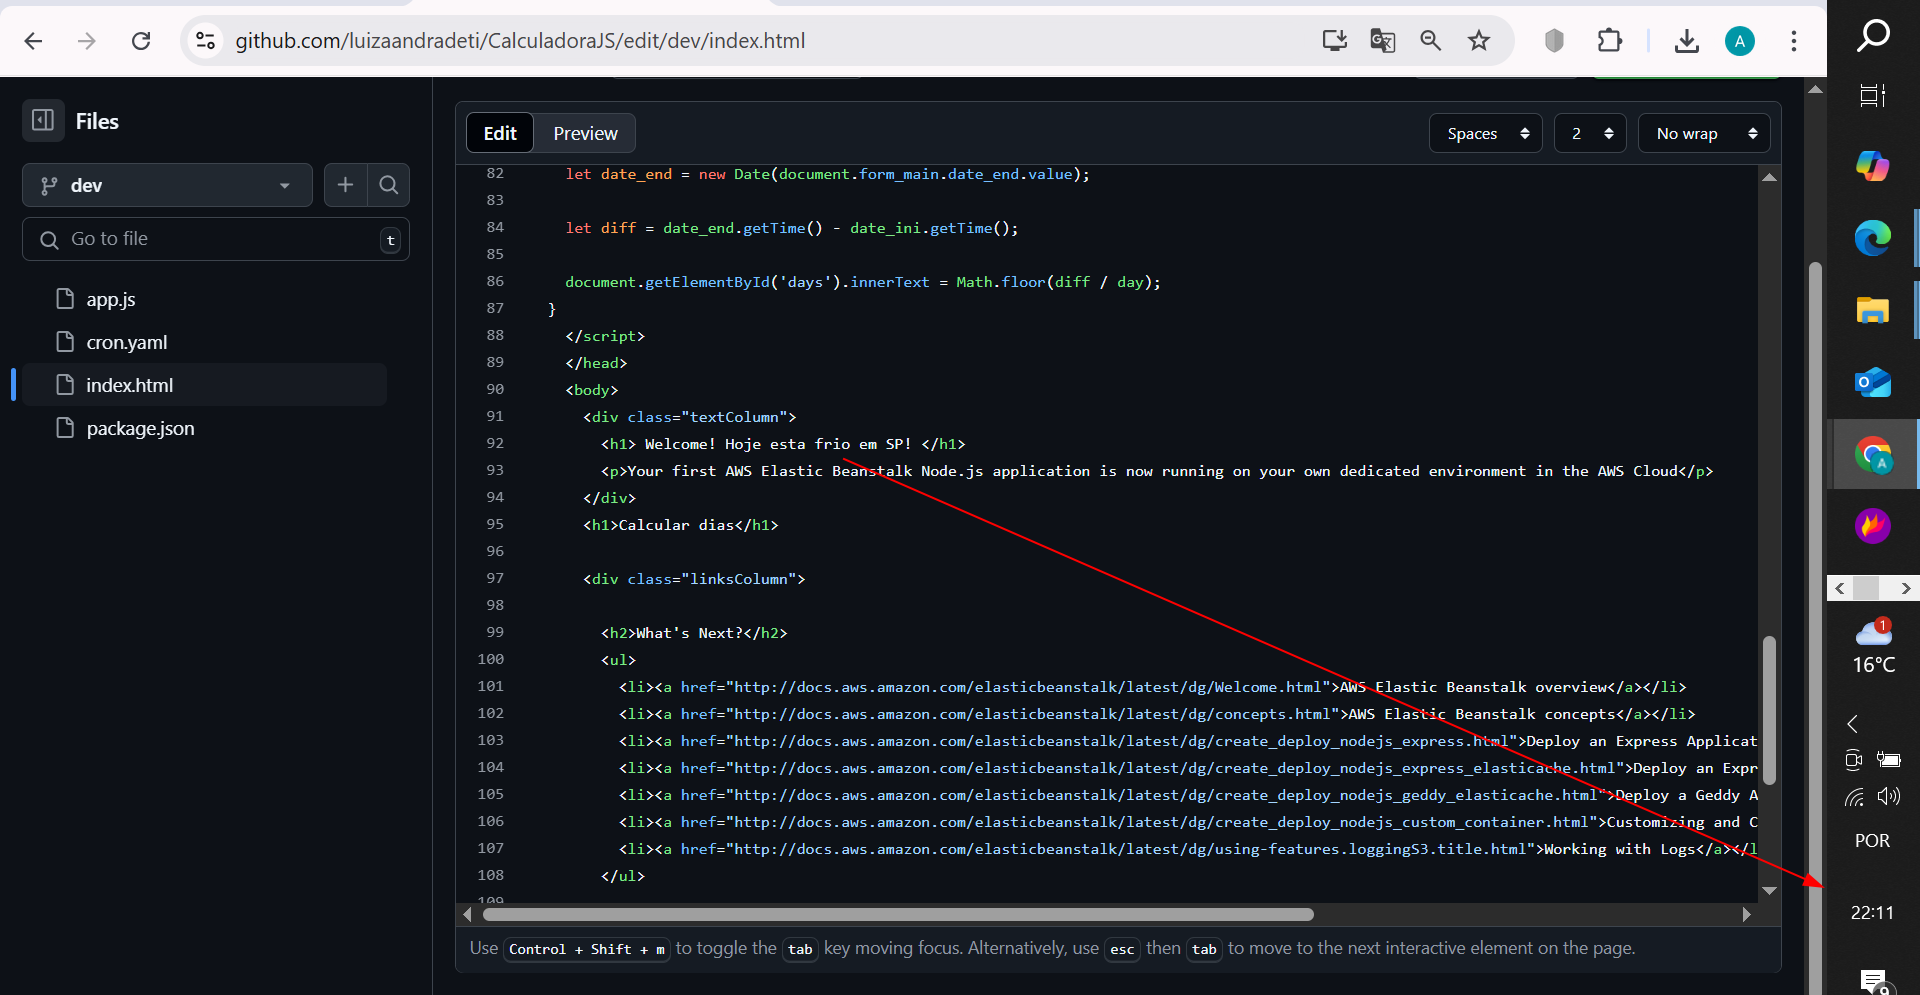 github.com/luizaandradeti/CalculadoraJS/edit/dev/index.html
A
Files
dev
Go to file
t
app.js
cron.yaml
index.html
package.json
Edit
Preview
Spaces
2
No wrap
82 let date_end = new Date(document.form_main.date_end.value);
83
84 let diff = date_end.getTime() - date_ini.getTime();
85
86 document.getElementById('days').innerText = Math.floor(diff / day);
87 }
88 </script>
89 </head>
90 <body>
91 <div class="textColumn">
92 <h1> Welcome! Hoje esta frio em SP! </h1>
93 <p>Your first AWS Elastic Beanstalk Node.js application is now running on your own dedicated environment in the AWS Cloud</p>
94 </div>
95 <h1>Calcular dias</h1>
96
97 <div class="linksColumn">
98
99 <h2>What's Next?</h2>
100 <ul>
101 <li><a href="http://docs.aws.amazon.com/elasticbeanstalk/latest/dg/Welcome.html">AWS Elastic Beanstalk overview</a></li>
102 <li><a href="http://docs.aws.amazon.com/elasticbeanstalk/latest/dg/concepts.html">AWS Elastic Beanstalk concepts</a></li>
103 <li><a href="http://docs.aws.amazon.com/elasticbeanstalk/latest/dg/create_deploy_nodejs_express.html">Deploy an Express Applicat
104 <li><a href="http://docs.aws.amazon.com/elasticbeanstalk/latest/dg/create_deploy_nodejs_express_elasticache.html">Deploy an Expr
105 <li><a href="http://docs.aws.amazon.com/elasticbeanstalk/latest/dg/create_deploy_nodejs_geddy_elasticache.html">Deploy a Geddy A
106 <li><a href="http://docs.aws.amazon.com/elasticbeanstalk/latest/dg/create_deploy_nodejs_custom_container.html">Customizing and C
107 <li><a href="http://docs.aws.amazon.com/elasticbeanstalk/latest/dg/using-features.loggingS3.title.html">Working with Logs</a></l
108 </ul>
109
Use Control + Shift + m to toggle the tab key moving focus. Alternatively, use esc then tab to move to the next interactive element on the page.
A
1
16°C
POR
22:11
9